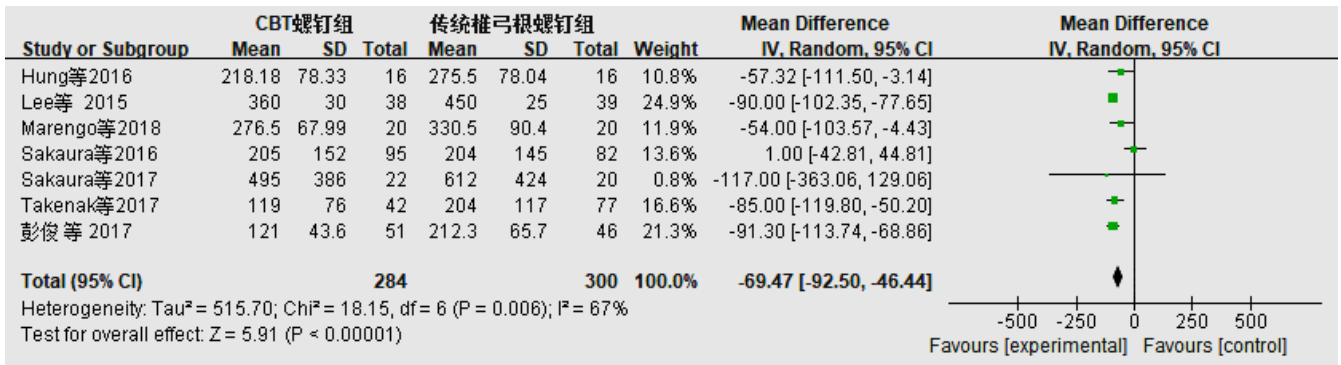 CBT螺钉组 传统椎弓根螺钉组 Mean Difference Mean Difference
Study or Subgroup Mean SD Total Mean SD Total Weight IV, Random, 95% CI IV, Random, 95% CI
Hung等2016 218.18 78.33 16 275.5 78.04 16 10.8% -57.32 [-111.50, -3.14]
Lee等 2015 360 30 38 450 25 39 24.9% -90.00 [-102.35, -77.65]
Marengo等2018 276.5 67.99 20 330.5 90.4 20 11.9% -54.00 [-103.57, -4.43]
Sakaura等2016 205 152 95 204 145 82 13.6% 1.00 [-42.81, 44.81]
Sakaura等2017 495 386 22 612 424 20 0.8% -117.00 [-363.06, 129.06]
Takenak等2017 119 76 42 204 117 77 16.6% -85.00 [-119.80, -50.20]
彭俊 等 2017 121 43.6 51 212.3 65.7 46 21.3% -91.30 [-113.74, -68.86]
Total (95% CI) 284 300 100.0% -69.47 [-92.50, -46.44]
Heterogeneity: Tau² = 515.70; Chi² = 18.15, df = 6 (P = 0.006); I² = 67%
Test for overall effect: Z = 5.91 (P < 0.00001)
-500 -250 0 250 500
Favours [experimental] Favours [control]